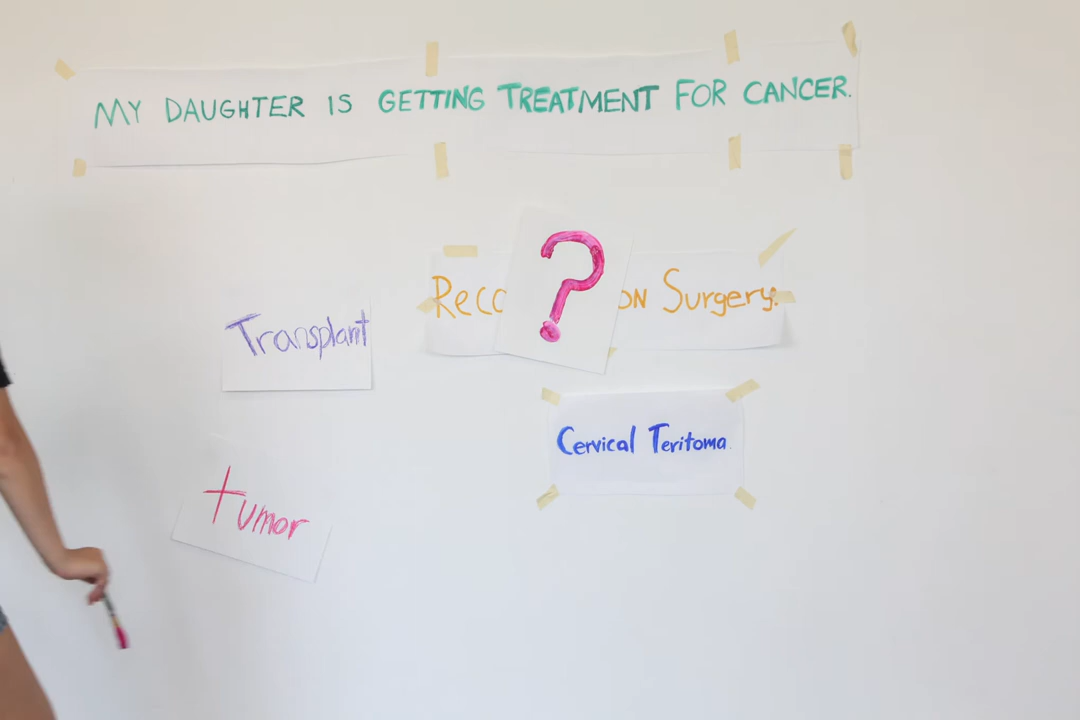 MY DAUGHTER IS GETTING TREATMENT FOR CANCER.
?
Surgery.
Transplant
Cervical Teritoma
tumor